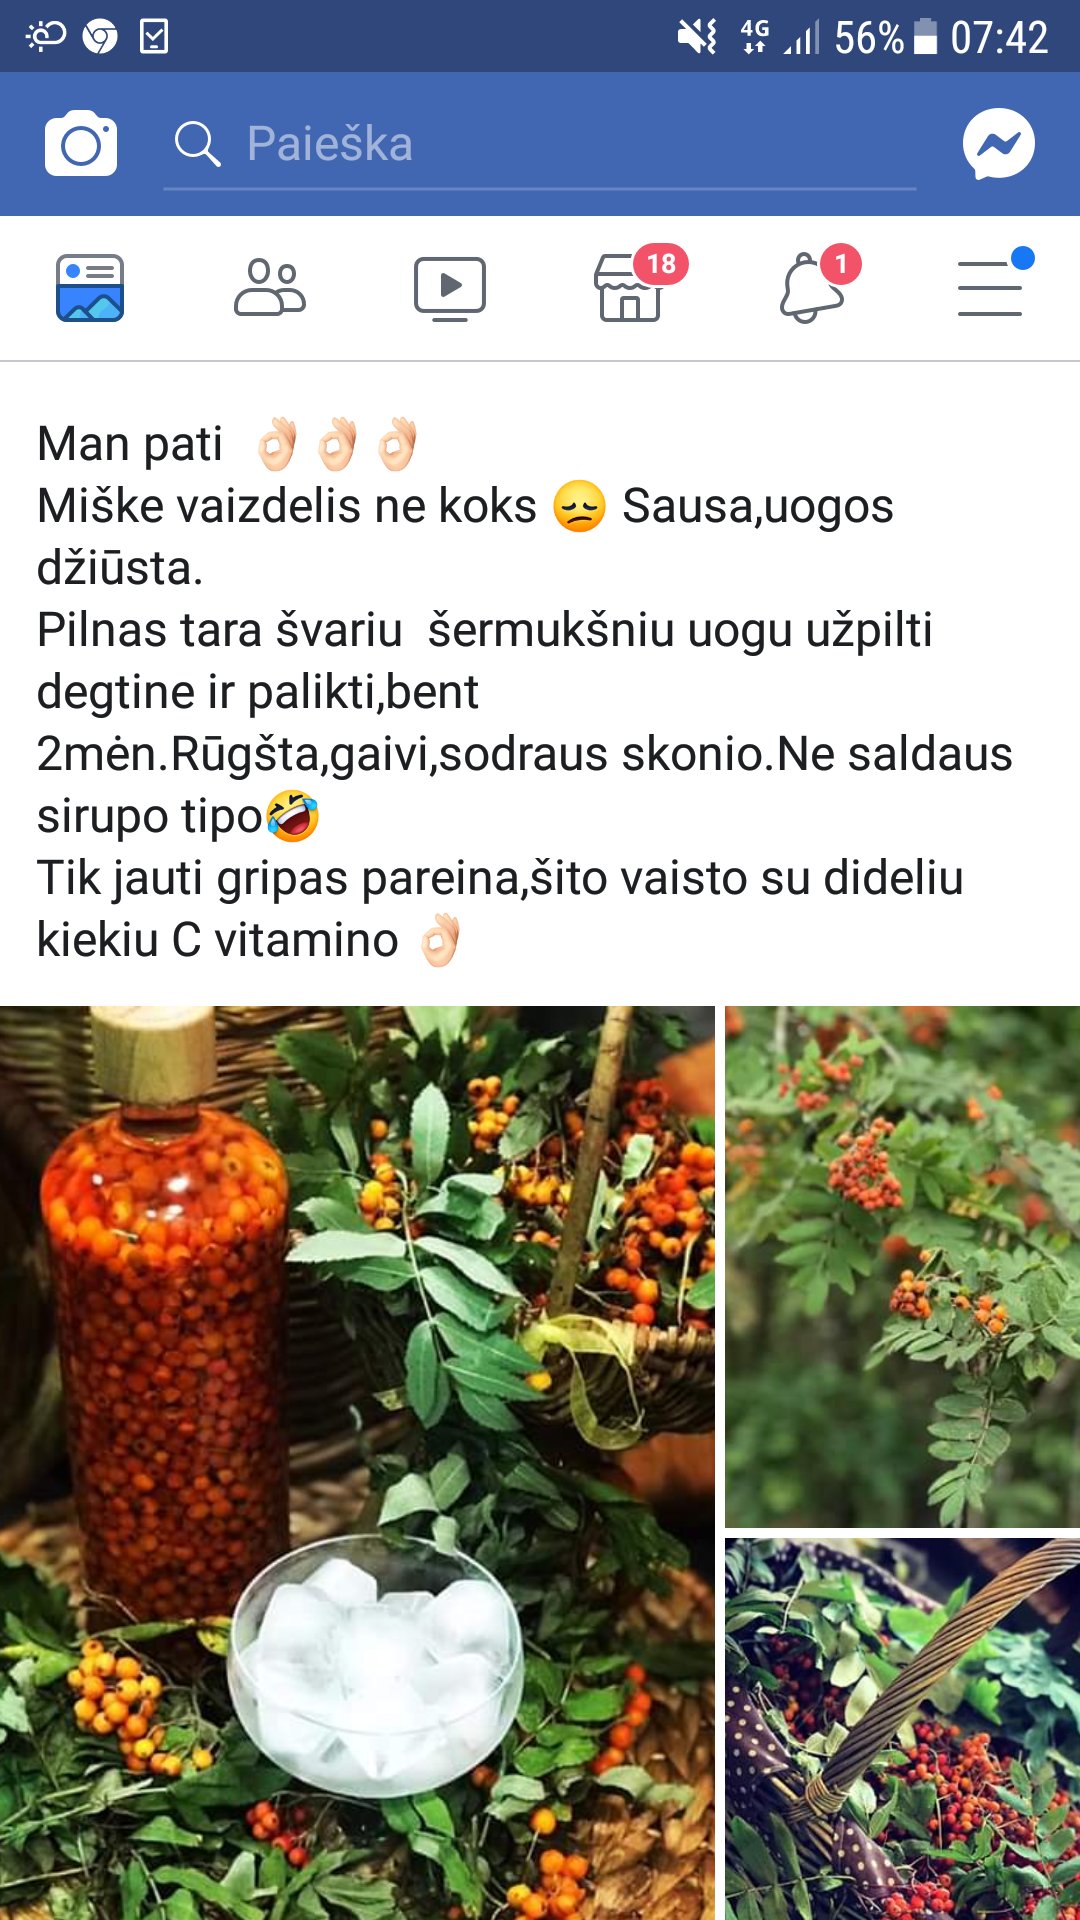 56% 07:42
4G
Paieška
18
1
Man pati 👌🏻👌🏻👌🏻
Miške vaizdelis ne koks 😞 Sausa,uogos
džiūsta.
Pilnas tara švariu  šermukšniu uogu užpilti
degtine ir palikti,bent
2mėn.Rūgšta,gaivi,sodraus skonio.Ne saldaus
sirupo tipo🤣
Tik jauti gripas pareina,šito vaisto su dideliu
kiekiu C vitamino 👌🏻